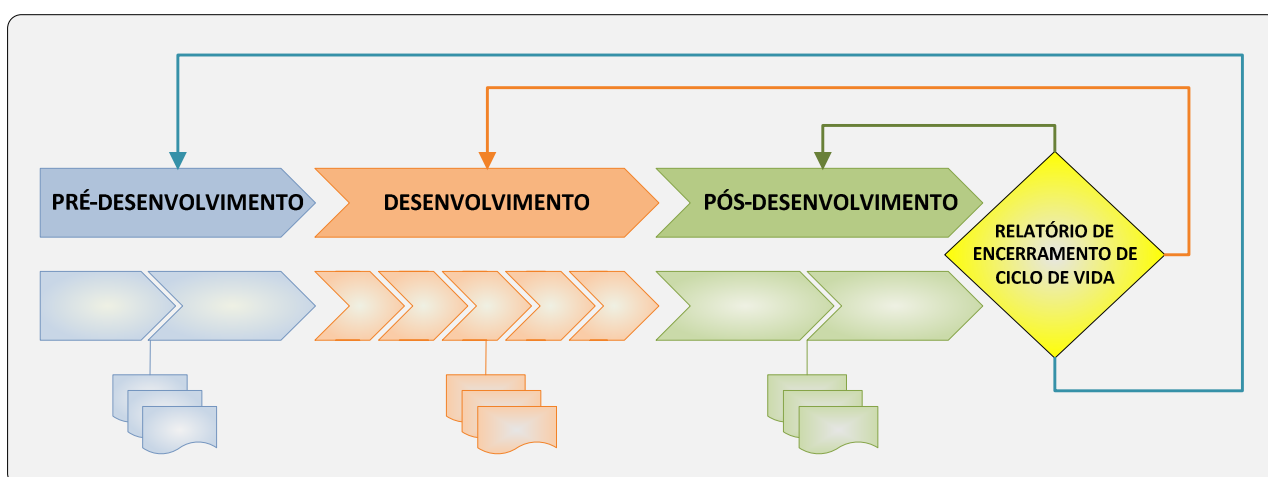 PRÉ-DESENVOLVIMENTO
DESENVOLVIMENTO
PÓS-DESENVOLVIMENTO
RELATÓRIO DE
ENCERRAMENTO DE
CICLO DE VIDA